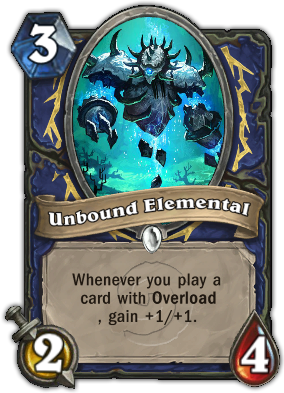 3
Unbound Elemental
Whenever you play a
card with Overload
, gain +1/+1.
2
4